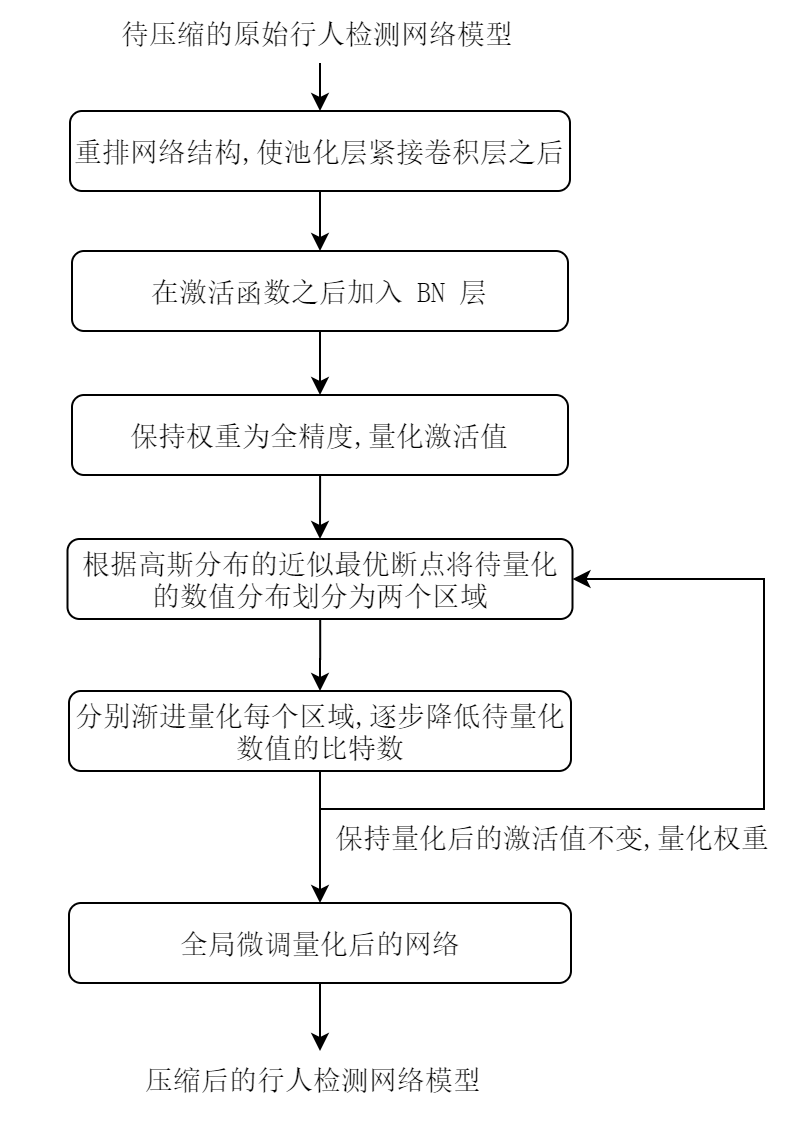 待压缩的原始行人检测网络模型
重排网络结构,使池化层紧接卷积层之后
在激活函数之后加入 BN 层
保持权重为全精度,量化激活值
根据高斯分布的近似最优断点将待量化
的数值分布划分为两个区域
分别渐进量化每个区域,逐步降低待量化
数值的比特数
保持量化后的激活值不变,量化权重
全局微调量化后的网络
压缩后的行人检测网络模型